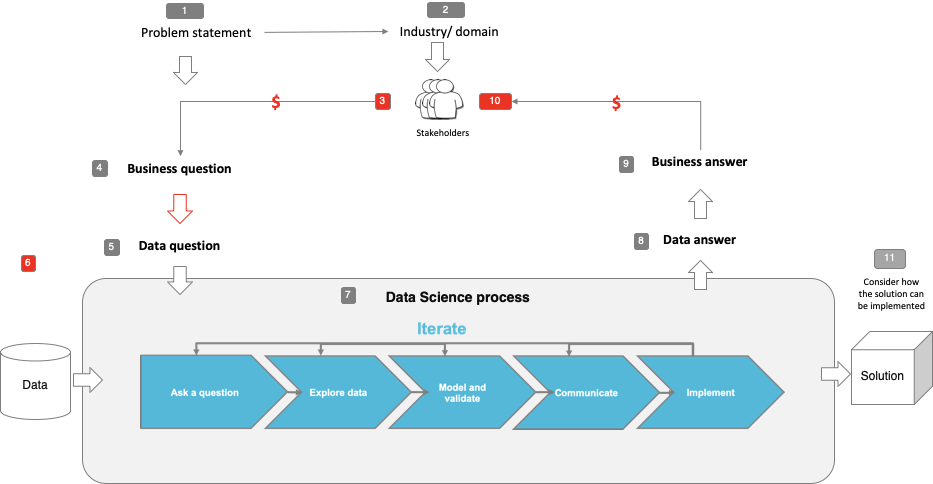 1
2
Problem statement
Industry/ domain
$
3
10
$
Stakeholders
4
Business question
9
Business answer
5
Data question
8
Data answer
6
11
Consider how
the solution can
be implemented
7
Data Science process
Iterate
Data
Ask a question
Explore data
Model and
validate
Communicate
Implement
Solution